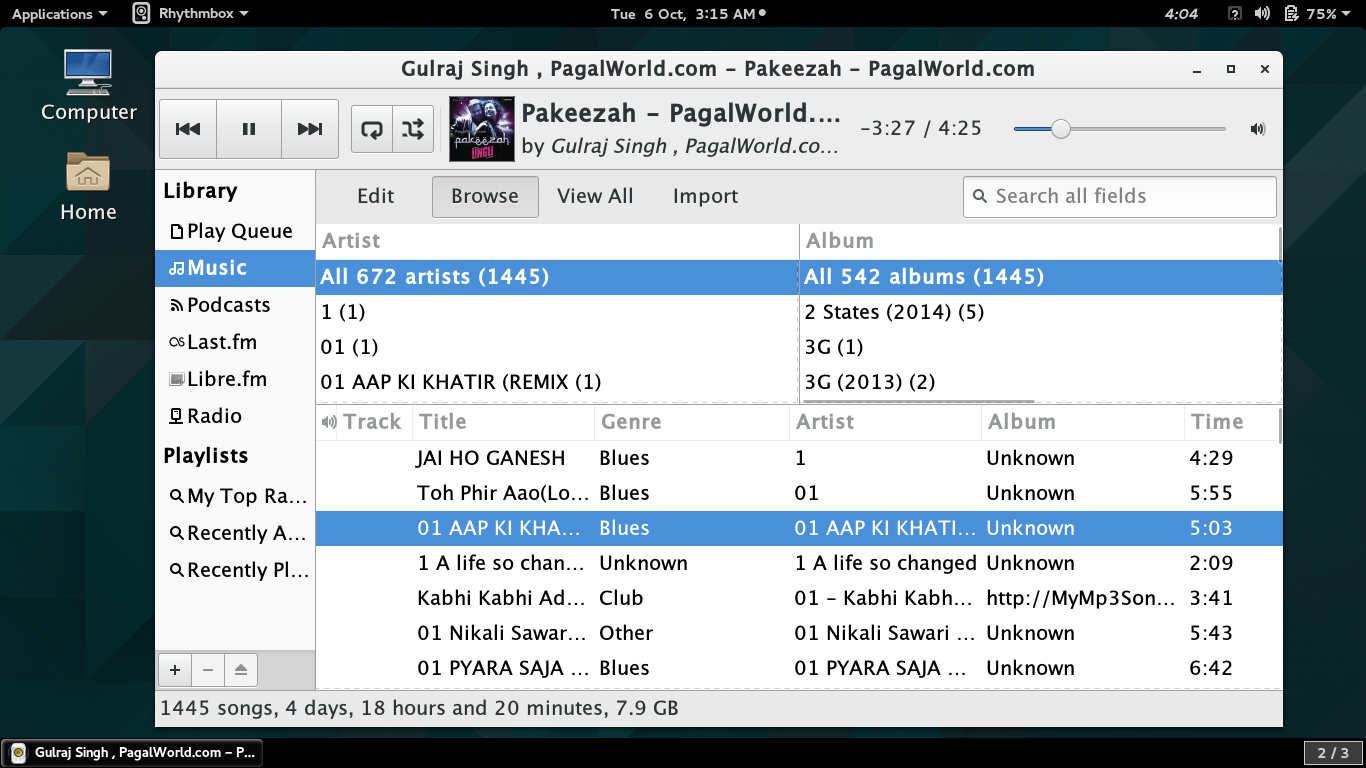 Applications Rhythmbox Tue 6 Oct, 3:15 AM 4:04 ? 75%
Computer
Home
Gulraj Singh , PagalWorld.com – Pakeezah – PagalWorld.com
Pakeezah – PagalWorld....
by Gulraj Singh , PagalWorld.co...
-3:27 / 4:25
pakeezah
UNGLI
Library
Play Queue
Music
Podcasts
Last.fm
Libre.fm
Radio
Playlists
My Top Ra...
Recently A...
Recently Pl...
Edit Browse View All Import Search all fields
Artist Album
All 672 artists (1445) All 542 albums (1445)
1 (1) 2 States (2014) (5)
01 (1) 3G (1)
01 AAP KI KHATIR (REMIX (1) 3G (2013) (2)
Track Title Genre Artist Album Time
JAI HO GANESH Blues 1 Unknown 4:29
Toh Phir Aao(Lo... Blues 01 Unknown 5:55
01 AAP KI KHA... Blues 01 AAP KI KHATI... Unknown 5:03
1 A life so chan... Unknown 1 A life so changed Unknown 2:09
Kabhi Kabhi Ad... Club 01 – Kabhi Kabh... http://MyMp3Son... 3:41
01 Nikali Sawar... Other 01 Nikali Sawari ... Unknown 5:43
01 PYARA SAJA ... Blues 01 PYARA SAJA ... Unknown 6:42
1445 songs, 4 days, 18 hours and 20 minutes, 7.9 GB
Gulraj Singh , PagalWorld.com – P... 2 / 3